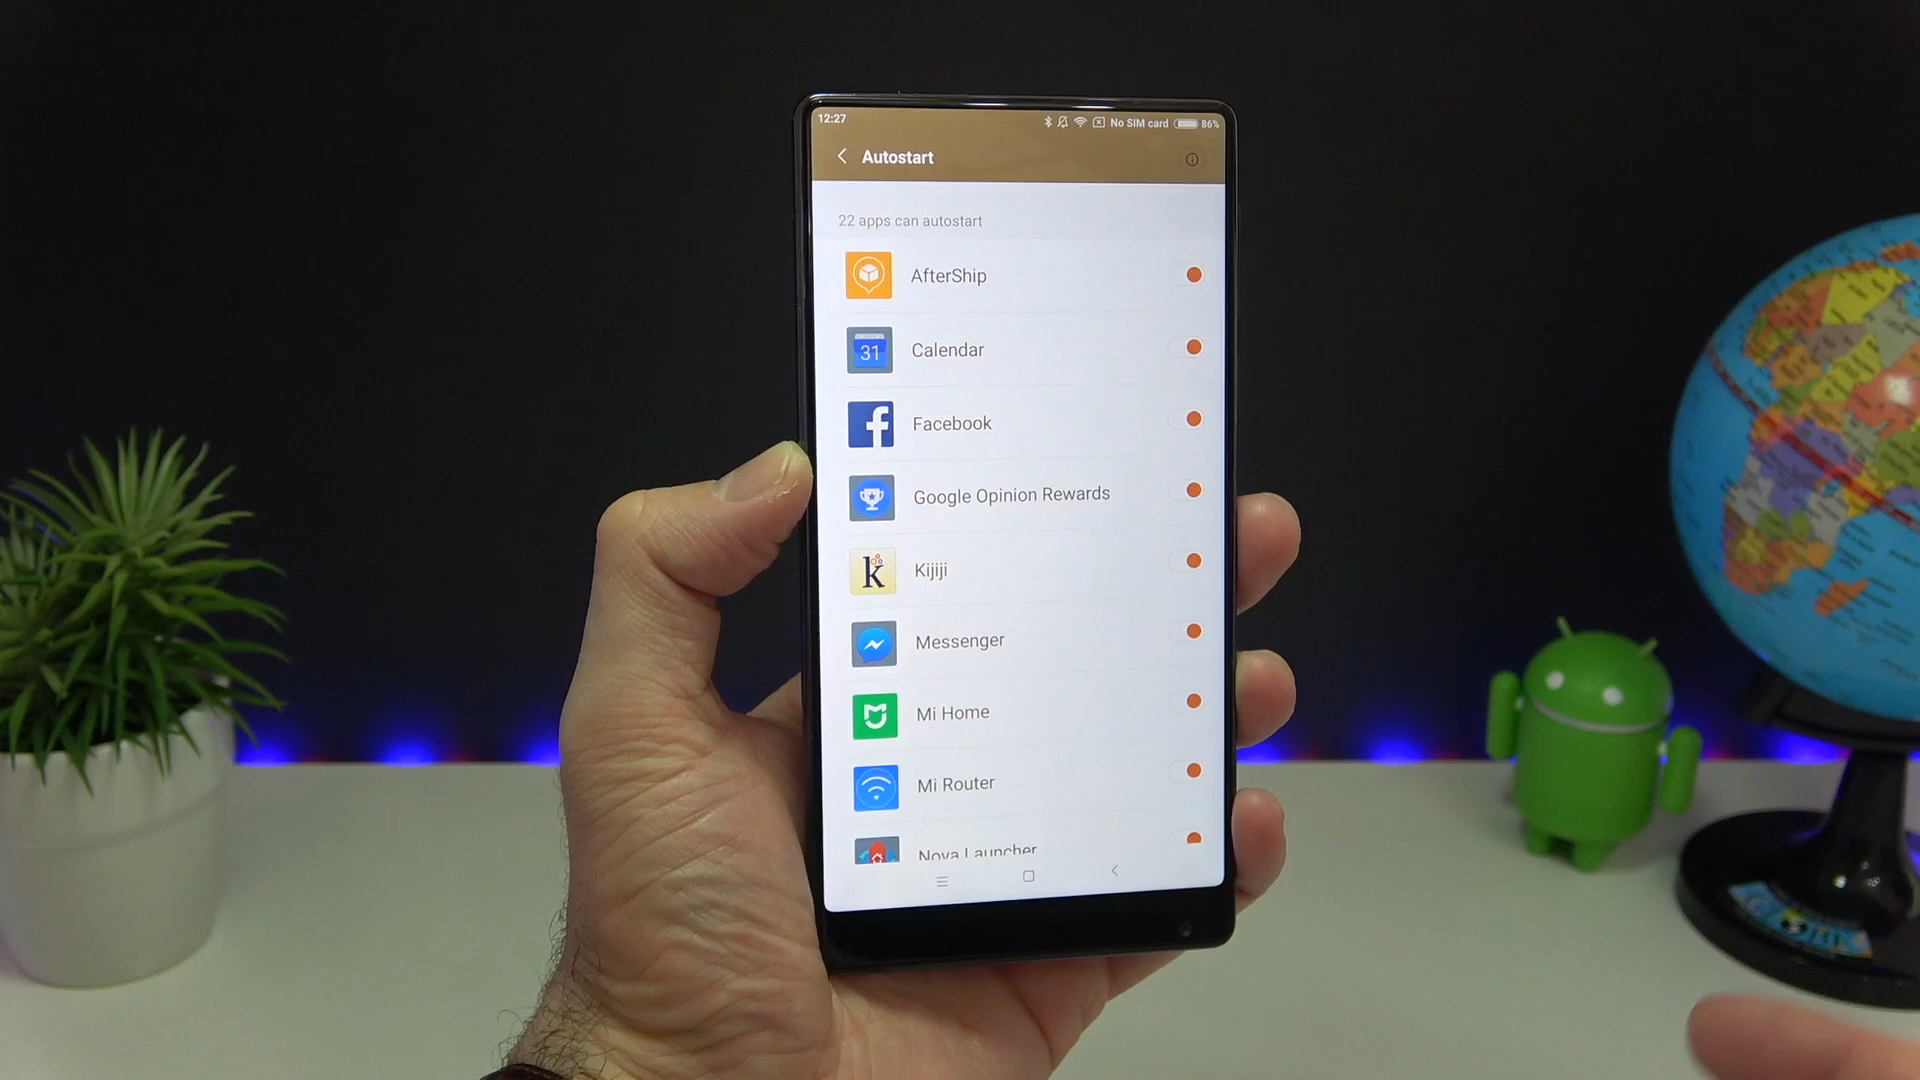 12:27
No SIM card 86%
Autostart
22 apps can autostart
AfterShip
31
Calendar
f
Facebook
Google Opinion Rewards
k
Kijiji
Messenger
Mi Home
Mi Router
Nova Launcher